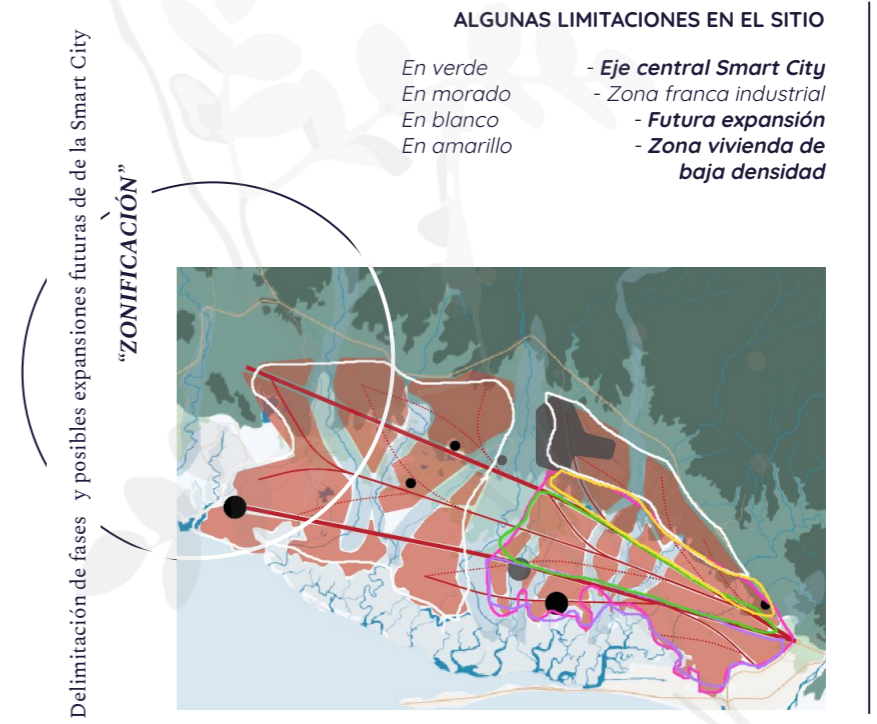 ALGUNAS LIMITACIONES EN EL SITIO
En verde - Eje central Smart City
En morado - Zona franca industrial
En blanco - Futura expansión
En amarillo - Zona vivienda de
baja densidad
Delimitación de fases y posibles expansiones futuras de de la Smart City
“ZONIFICACIÓN”